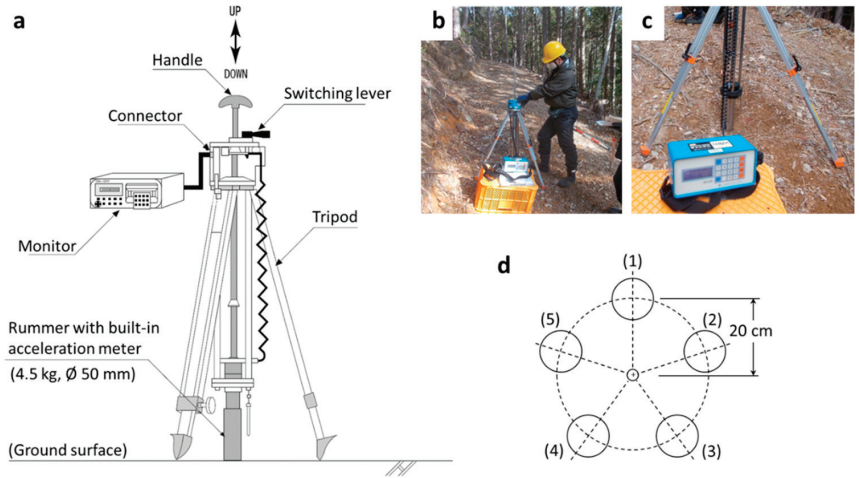 a
UP
DOWN
Handle
Switching lever
Connector
Monitor
Tripod
Rummer with built-in
acceleration meter
(4.5 kg, Ø 50 mm)
(Ground surface)
b
c
d
(1)
(2)
(3)
(4)
(5)
20 cm